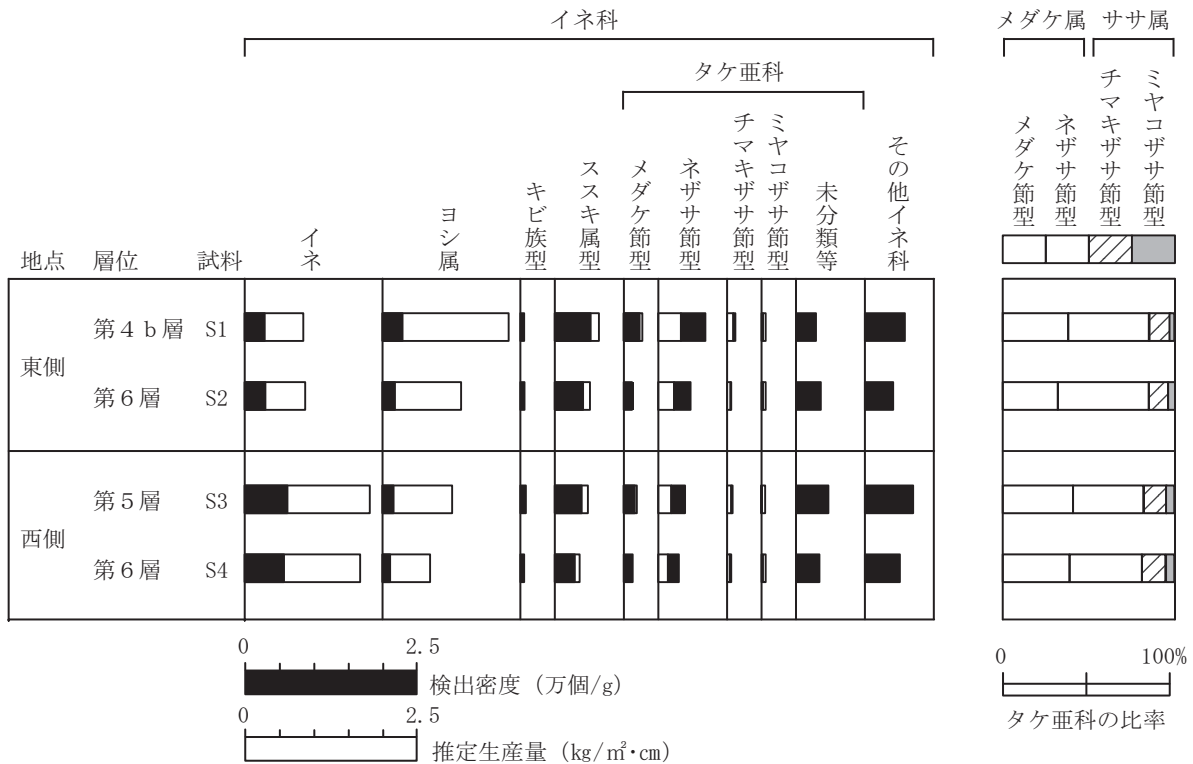 イネ科
メダケ属 ササ属
タケ亜科
イネ
ヨシ属
キビ族型
ススキ属型
メダケ節型
ネザサ節型
チマキザサ節型
ミヤコザサ節型
未分類等
その他イネ科
メダケ節型
ネザサ節型
チマキザサ節型
ミヤコザサ節型
地点 層位 試料
東側
第4b層 S1
第6層 S2
西側
第5層 S3
第6層 S4
0 2.5
検出密度 (万個/g)
0 2.5
推定生産量 (kg/㎡・cm)
0 100%
タケ亜科の比率